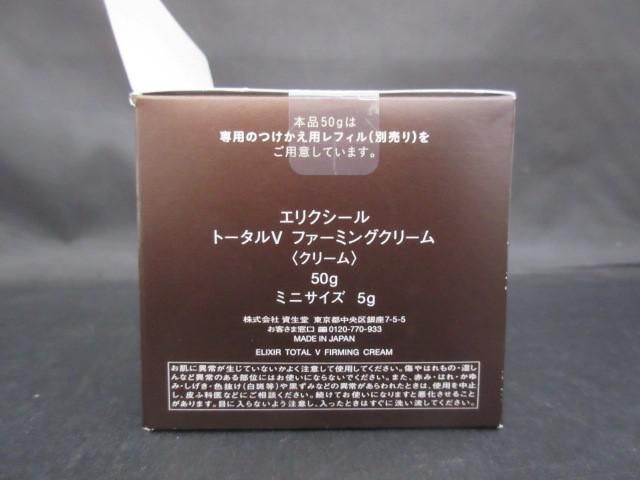 本品50gは
専用のつけかえ用レフィル(別売り)を
ご用意しています。
エリクシール
トータルV ファーミングクリーム
〈クリーム〉
50g
ミニサイズ 5g
株式会社 資生堂 東京都中央区銀座7-5-5
お客さま窓口 0120-770-933
MADE IN JAPAN
ELIXIR TOTAL V FIRMING CREAM
お肌に異常が生じていないかよく注意して使用してください。傷やはれもの・湿し
んなど異常のある部位にはお使いにならないでください。また、赤み・はれ・かゆ
み・しげき・色抜け(白斑等)や黒ずみなどの異常があらわれたときは、使用を中止
し、皮ふ科医などにご相談ください。続けてお使いになりますと悪化させることが
あります。目に入らないよう注意し、入ったときはすぐに洗い流してください。